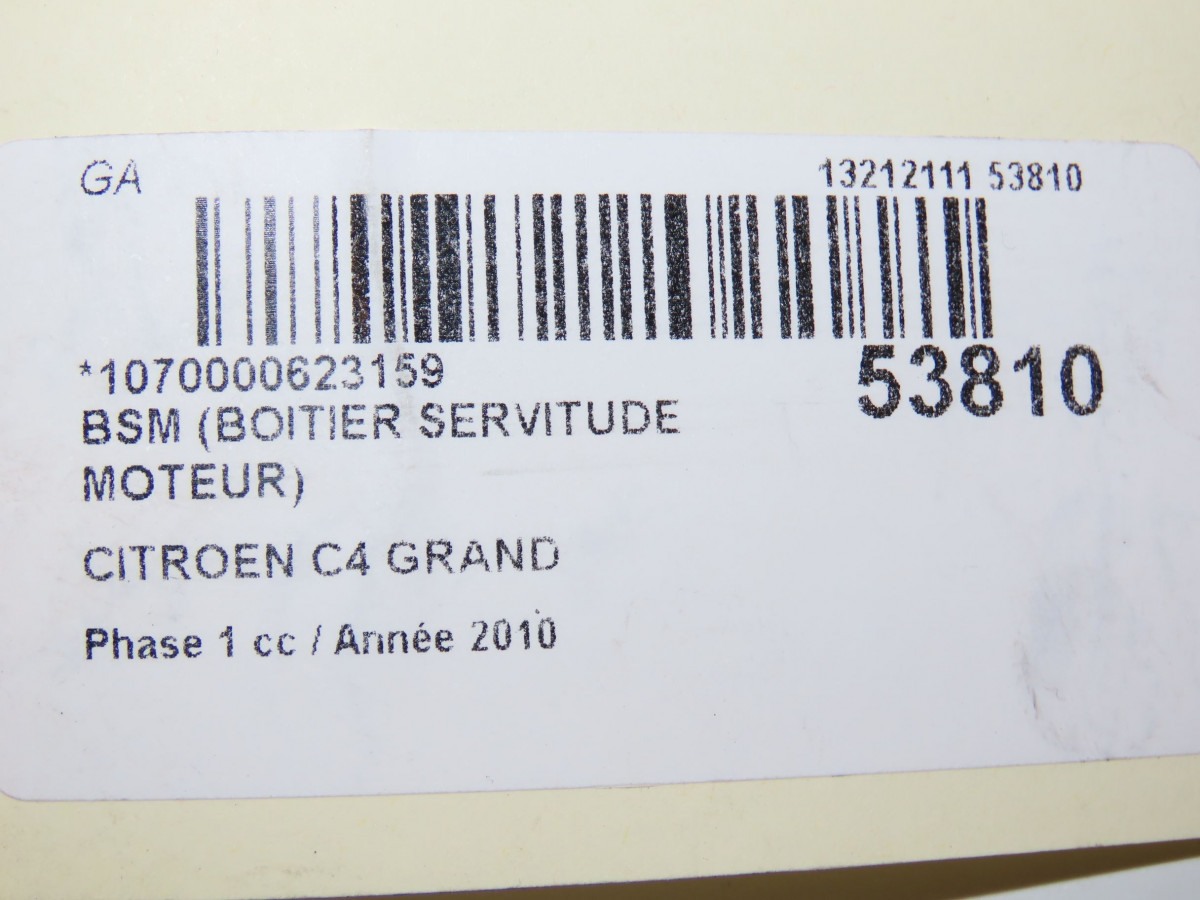 GA
13212111 53810
*1070000623159
53810
BSM (BOITIER SERVITUDE
MOTEUR)
CITROEN C4 GRAND
Phase 1 cc / Année 2010